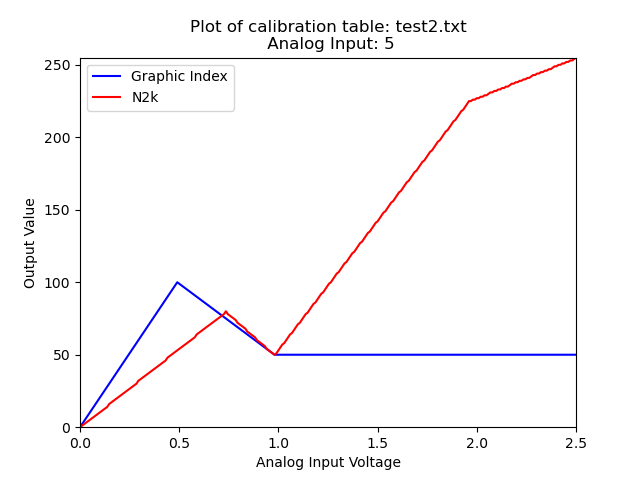 Plot of calibration table: test2.txt
Analog Input: 5
Graphic Index
N2k
Output Value
250
200
150
100
50
0
0.0 0.5 1.0 1.5 2.0 2.5
Analog Input Voltage